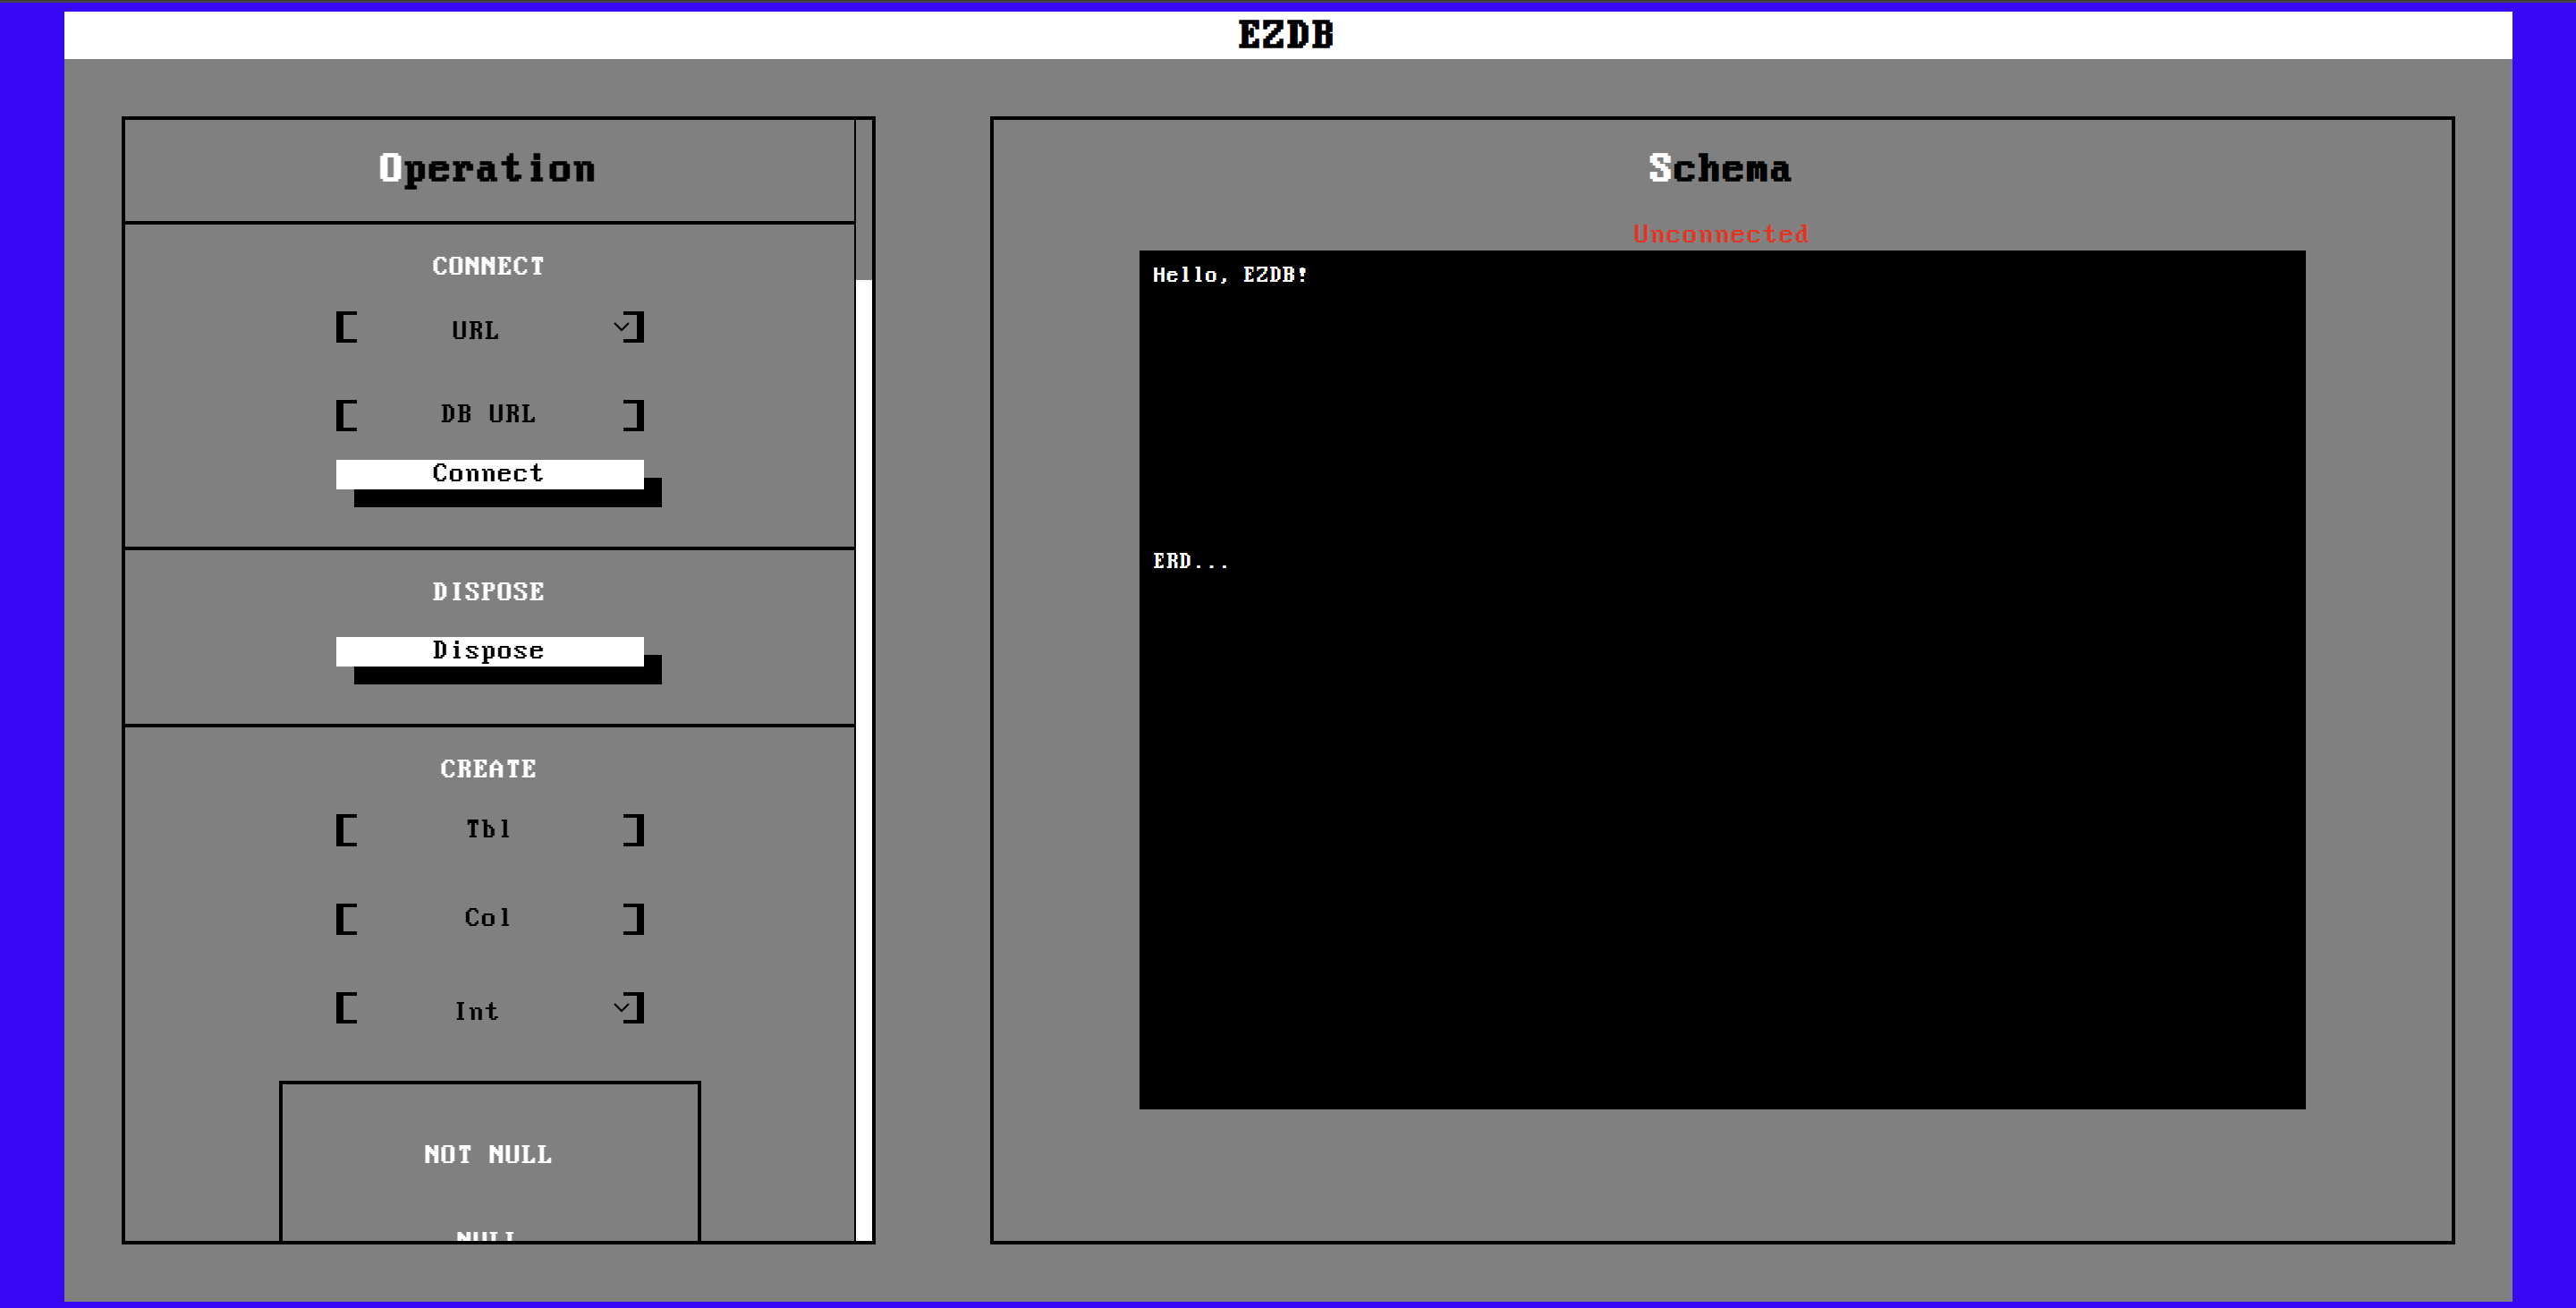 EZDB
Operation
CONNECT
URL
DB URL
Connect
DISPOSE
Dispose
CREATE
Tbl
Col
Int
NOT NULL
NULL
Schema
Unconnected
Hello, EZDB!
ERD...